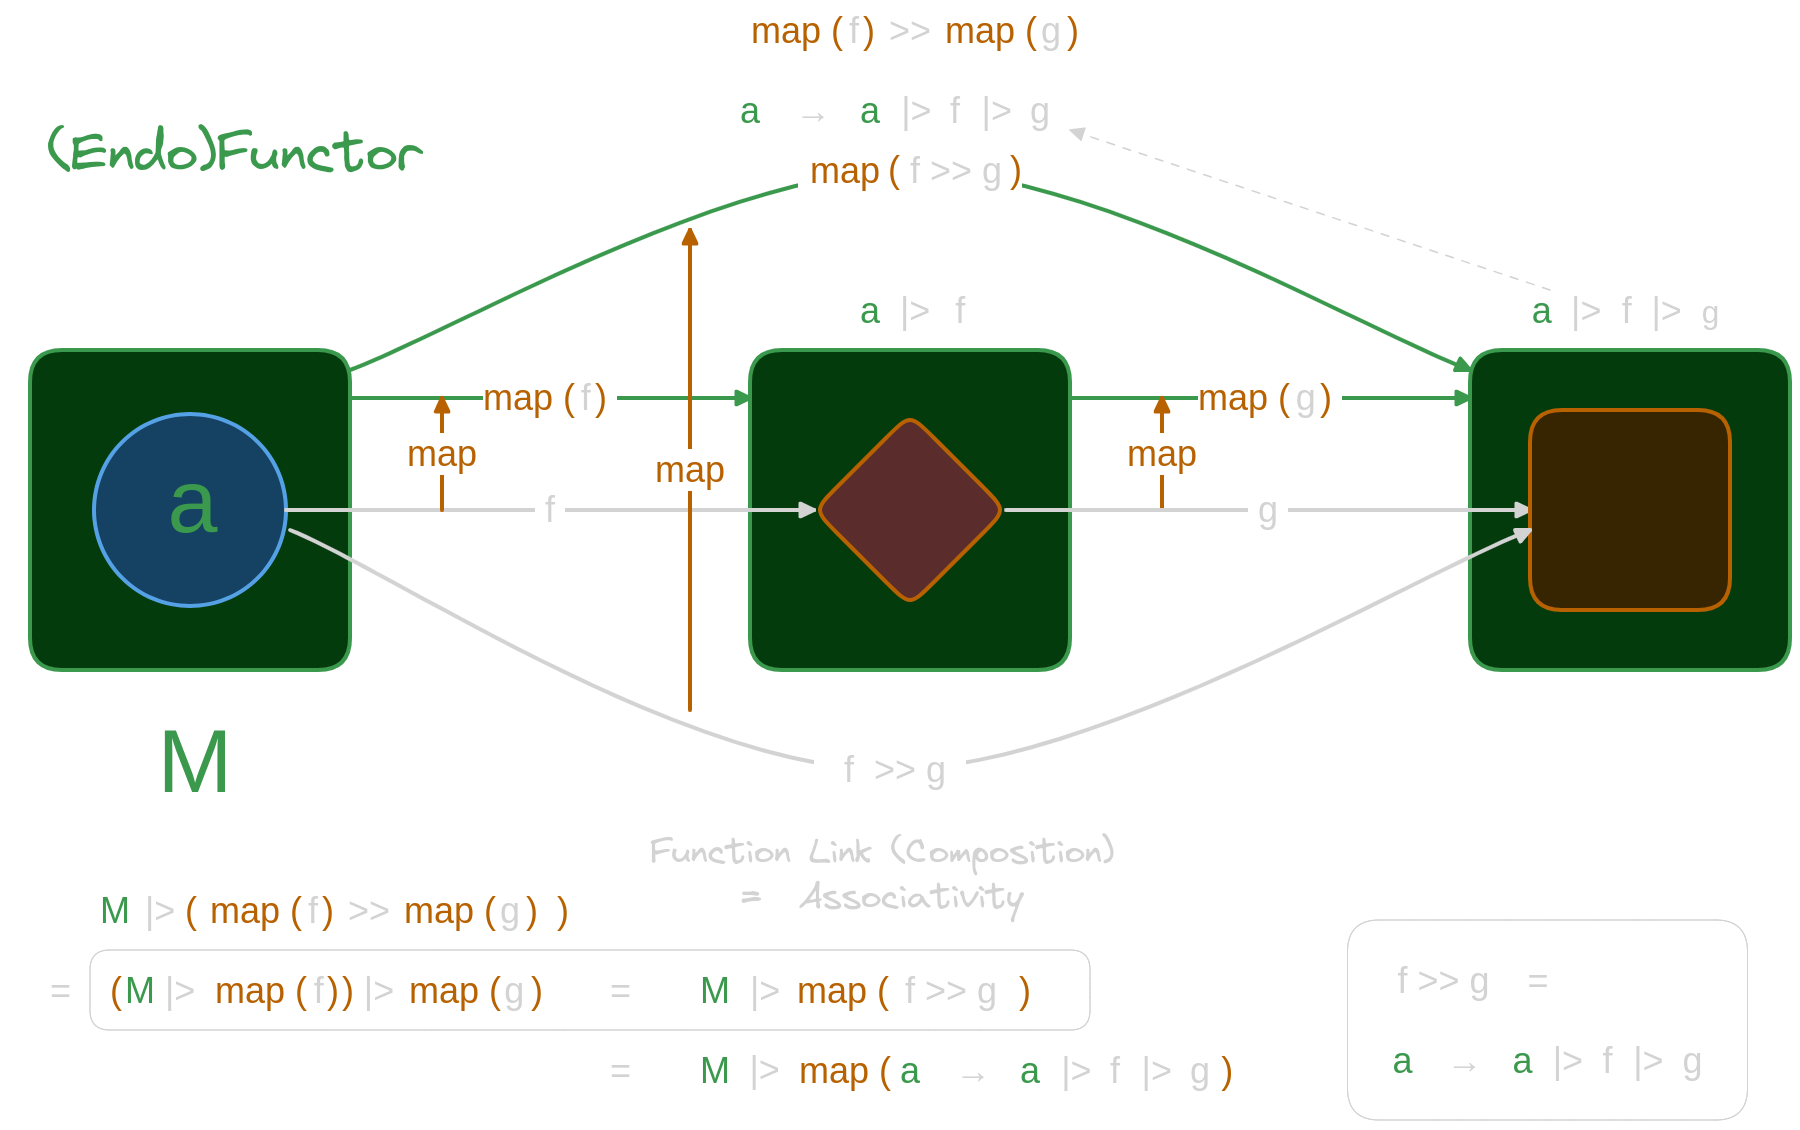 map ( f ) >> map ( g )
a → a |> f |> g
(Endo)Functor
map ( f >> g )
a |> f
a |> f |> g
map ( f )
map ( g )
map
map
map
a
f
g
M
f >> g
Function Link (Composition)
= Associativity
M |> ( map ( f ) >> map ( g ) )
= (M |> map ( f )) |> map ( g ) = M |> map ( f >> g )
f >> g =
a → a |> f |> g
= M |> map ( a → a |> f |> g )